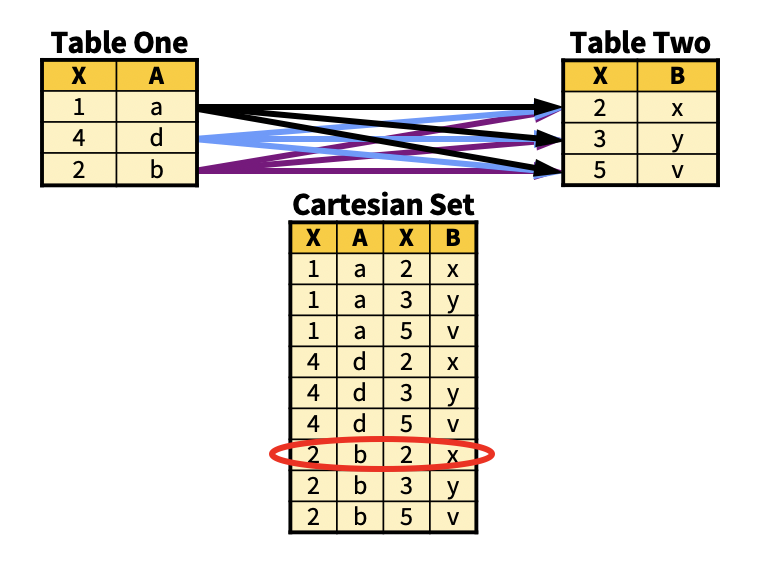 Table One
X A
1 a
4 d
2 b
Table Two
X B
2 x
3 y
5 v
Cartesian Set
X A X B
1 a 2 x
1 a 3 y
1 a 5 v
4 d 2 x
4 d 3 y
4 d 5 v
2 b 2 x
2 b 3 y
2 b 5 v